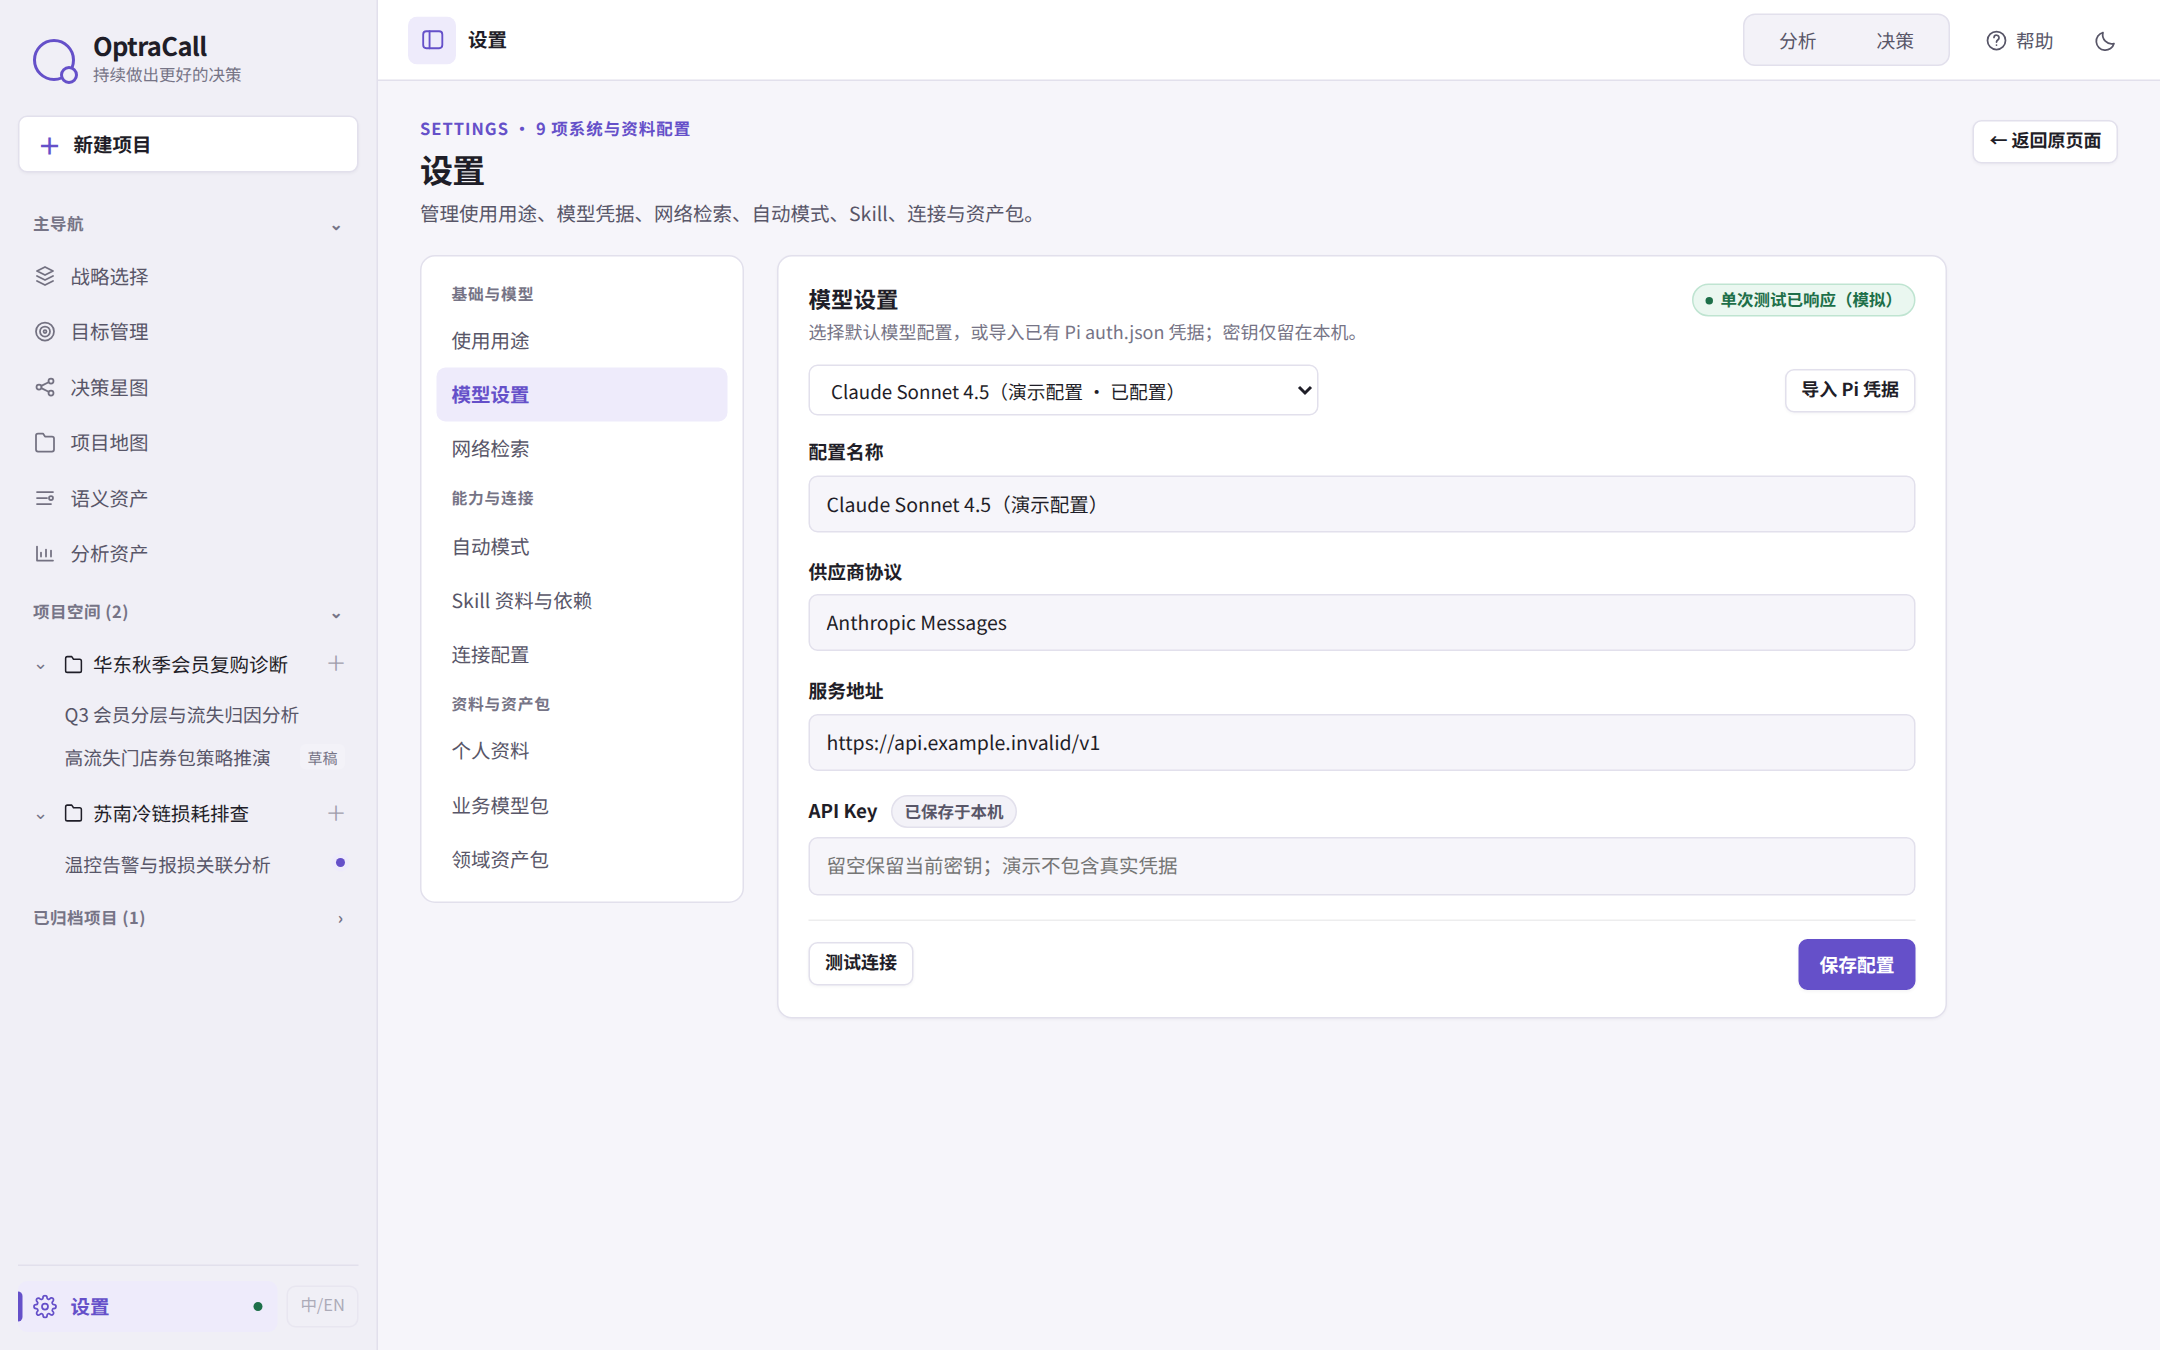 OptraCall
持续做出更好的决策
新建项目
主导航
战略选择
目标管理
决策星图
项目地图
语义资产
分析资产
项目空间 (2)
华东秋季会员复购诊断
Q3 会员分层与流失归因分析
高流失门店券包策略推演 草稿
苏南冷链损耗排查
温控告警与报损关联分析
已归档项目 (1)
设置 中/EN
设置
分析 决策 帮助
SETTINGS • 9 项系统与资料配置
设置
管理使用用途、模型凭据、网络检索、自动模式、Skill、连接与资产包。
← 返回原页面
基础与模型
使用用途
模型设置
网络检索
能力与连接
自动模式
Skill 资料与依赖
连接配置
资料与资产包
个人资料
业务模型包
领域资产包
模型设置
单次测试已响应（模拟）
选择默认模型配置，或导入已有 Pi auth.json 凭据；密钥仅留在本机。
Claude Sonnet 4.5（演示配置 • 已配置）
导入 Pi 凭据
配置名称
Claude Sonnet 4.5（演示配置）
供应商协议
Anthropic Messages
服务地址
https://api.example.invalid/v1
API Key 已保存于本机
留空保留当前密钥；演示不包含真实凭据
测试连接
保存配置